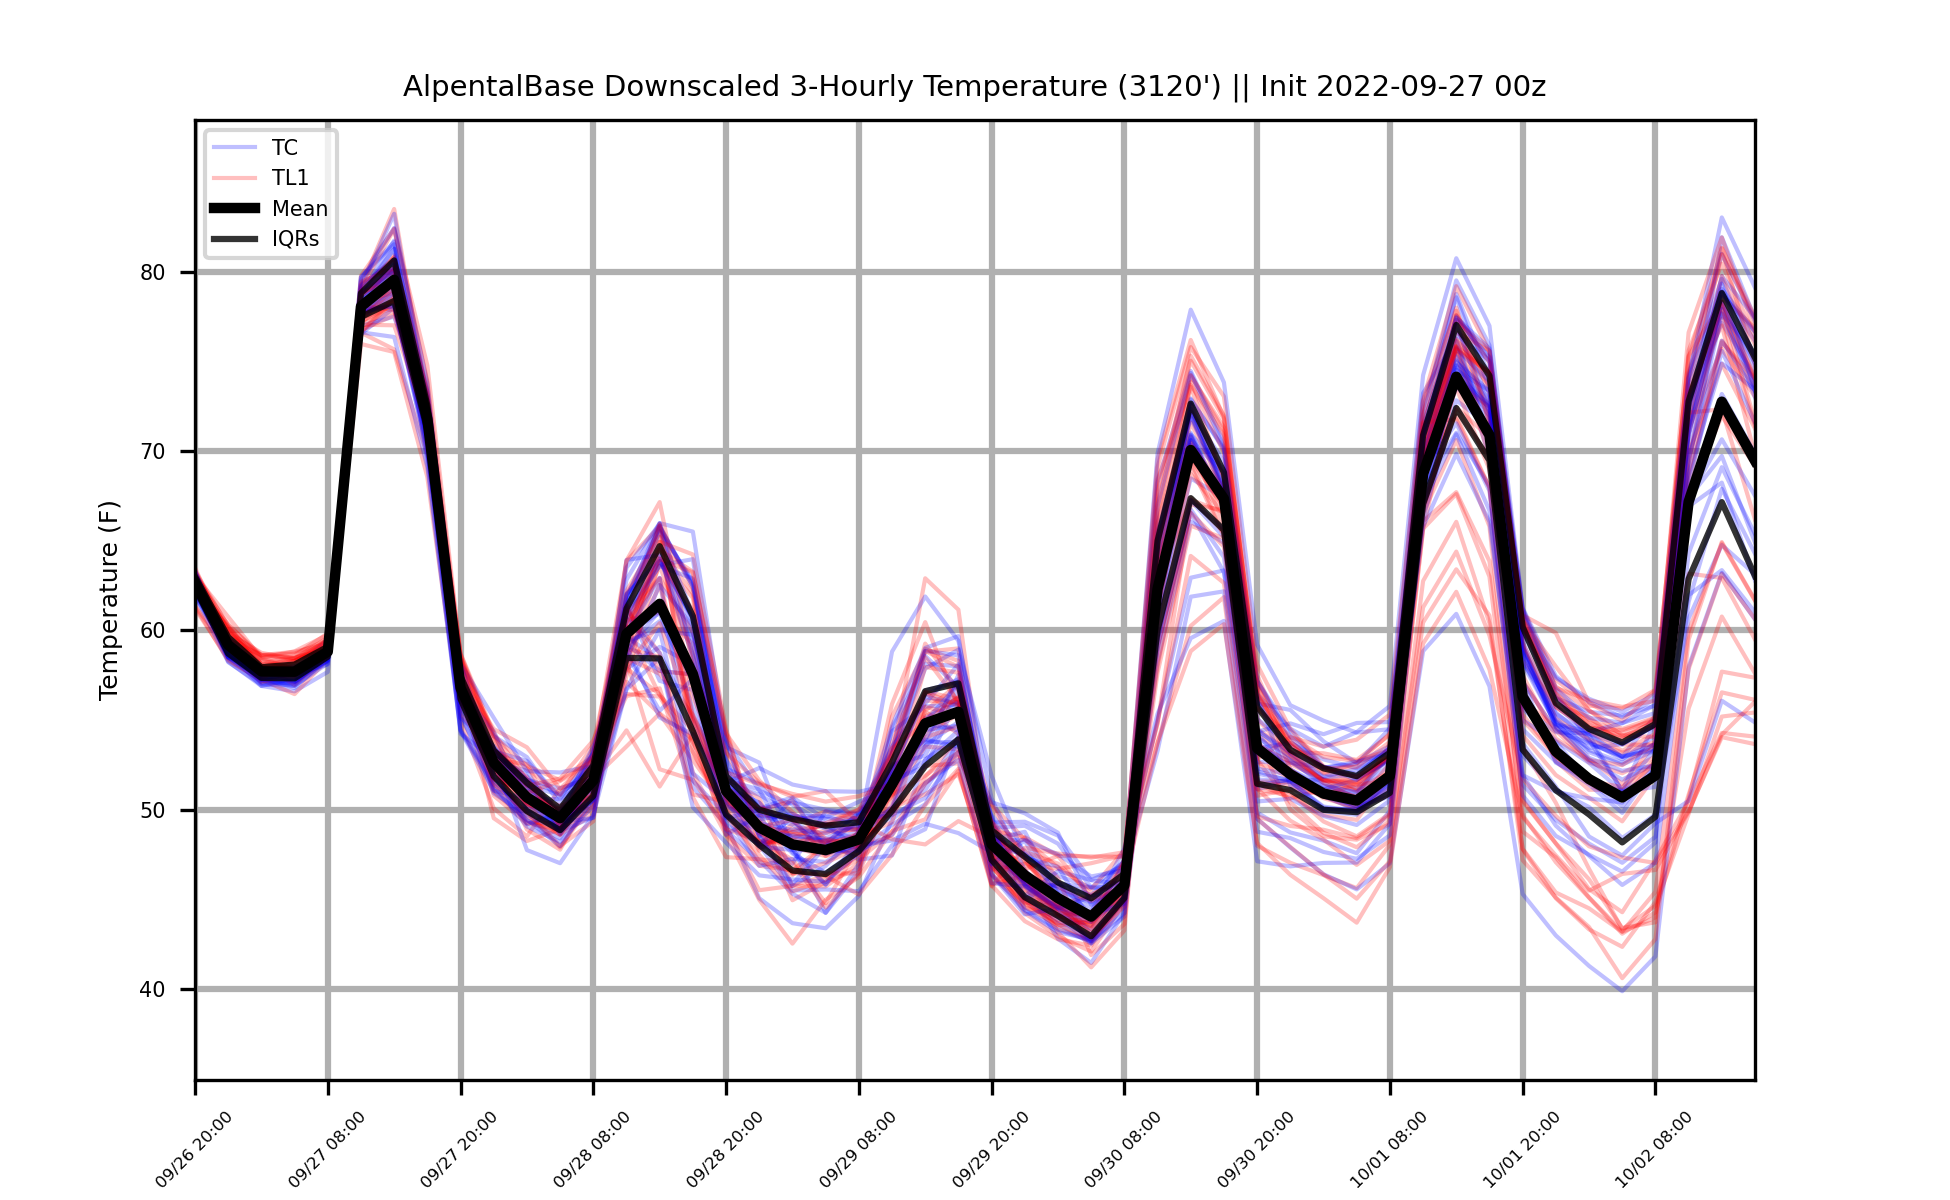 AlpentalBase Downscaled 3-Hourly Temperature (3120') || Init 2022-09-27 00z
TC
TL1
Mean
IQRs
Temperature (F)
80
70
60
50
40
09/26 20:00
09/27 08:00
09/27 20:00
09/28 08:00
09/28 20:00
09/29 08:00
09/29 20:00
09/30 08:00
09/30 20:00
10/01 08:00
10/01 20:00
10/02 08:00